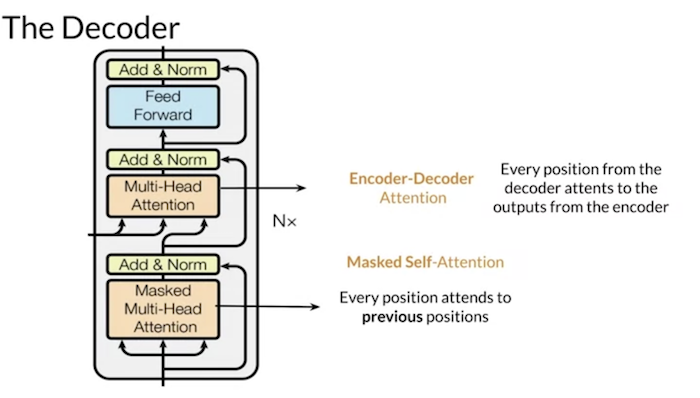 The Decoder
Add & Norm
Feed
Forward
Add & Norm
Multi-Head
Attention
Nx
Add & Norm
Masked
Multi-Head
Attention
Encoder-Decoder
Attention
Every position from the
decoder attents to the
outputs from the encoder
Masked Self-Attention
Every position attends to
previous positions